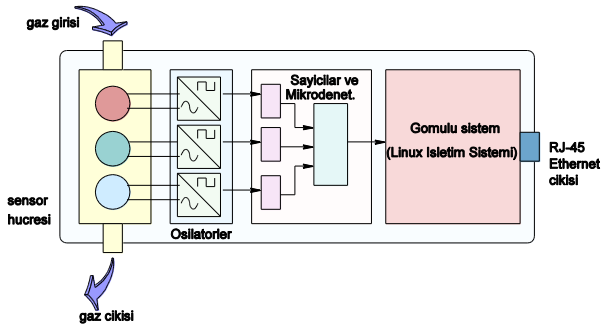 gaz girisi
Sayicilar ve
Mikrodenet.
Gomulu sistem
(Linux Isletim Sistemi)
RJ-45
Ethernet
cikisi
sensor
hucresi
Osilatorler
gaz cikisi